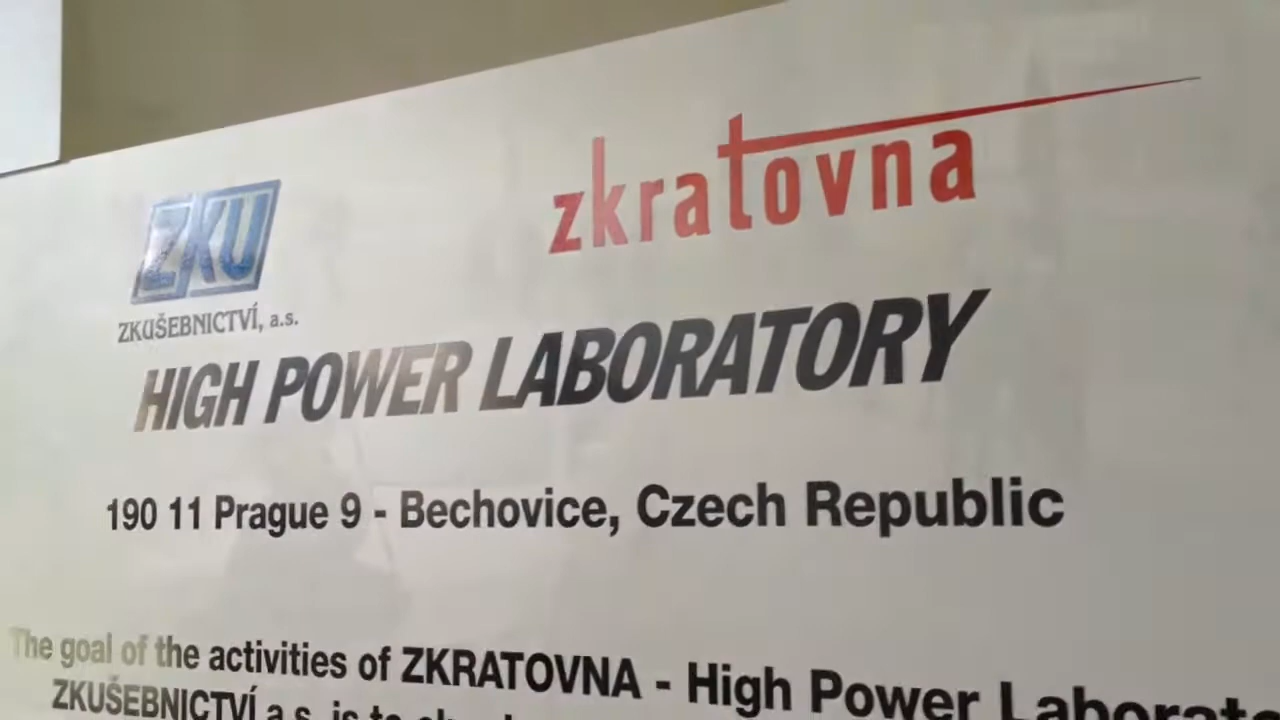 zkratovna
ZKU
ZKUŠEBNICTVÍ, a.s.
HIGH POWER LABORATORY
190 11 Prague 9 - Bechovice, Czech Republic
The goal of the activities of ZKRATOVNA - High Power
ZKUŠEBNICTVÍ a.s. is to